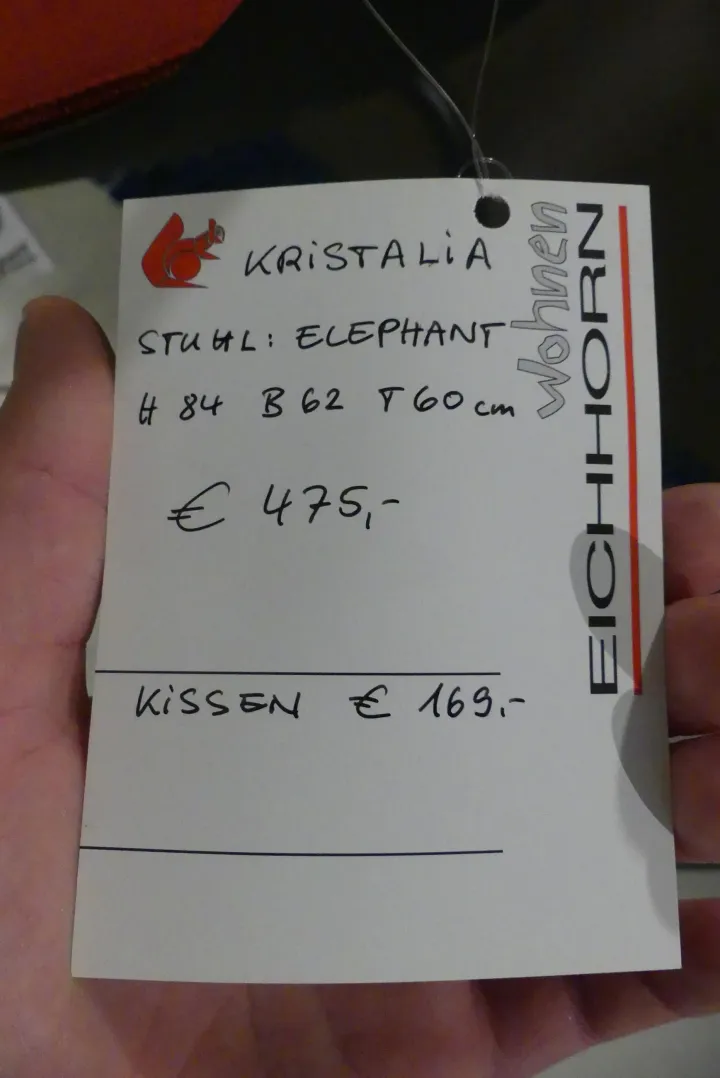 KRiSTALiA
STUHL: ELEPHANT
H 84 B 62 T 60 cm
€ 475,-
KiSSEN € 169,-
Wohnen
EICHHORN